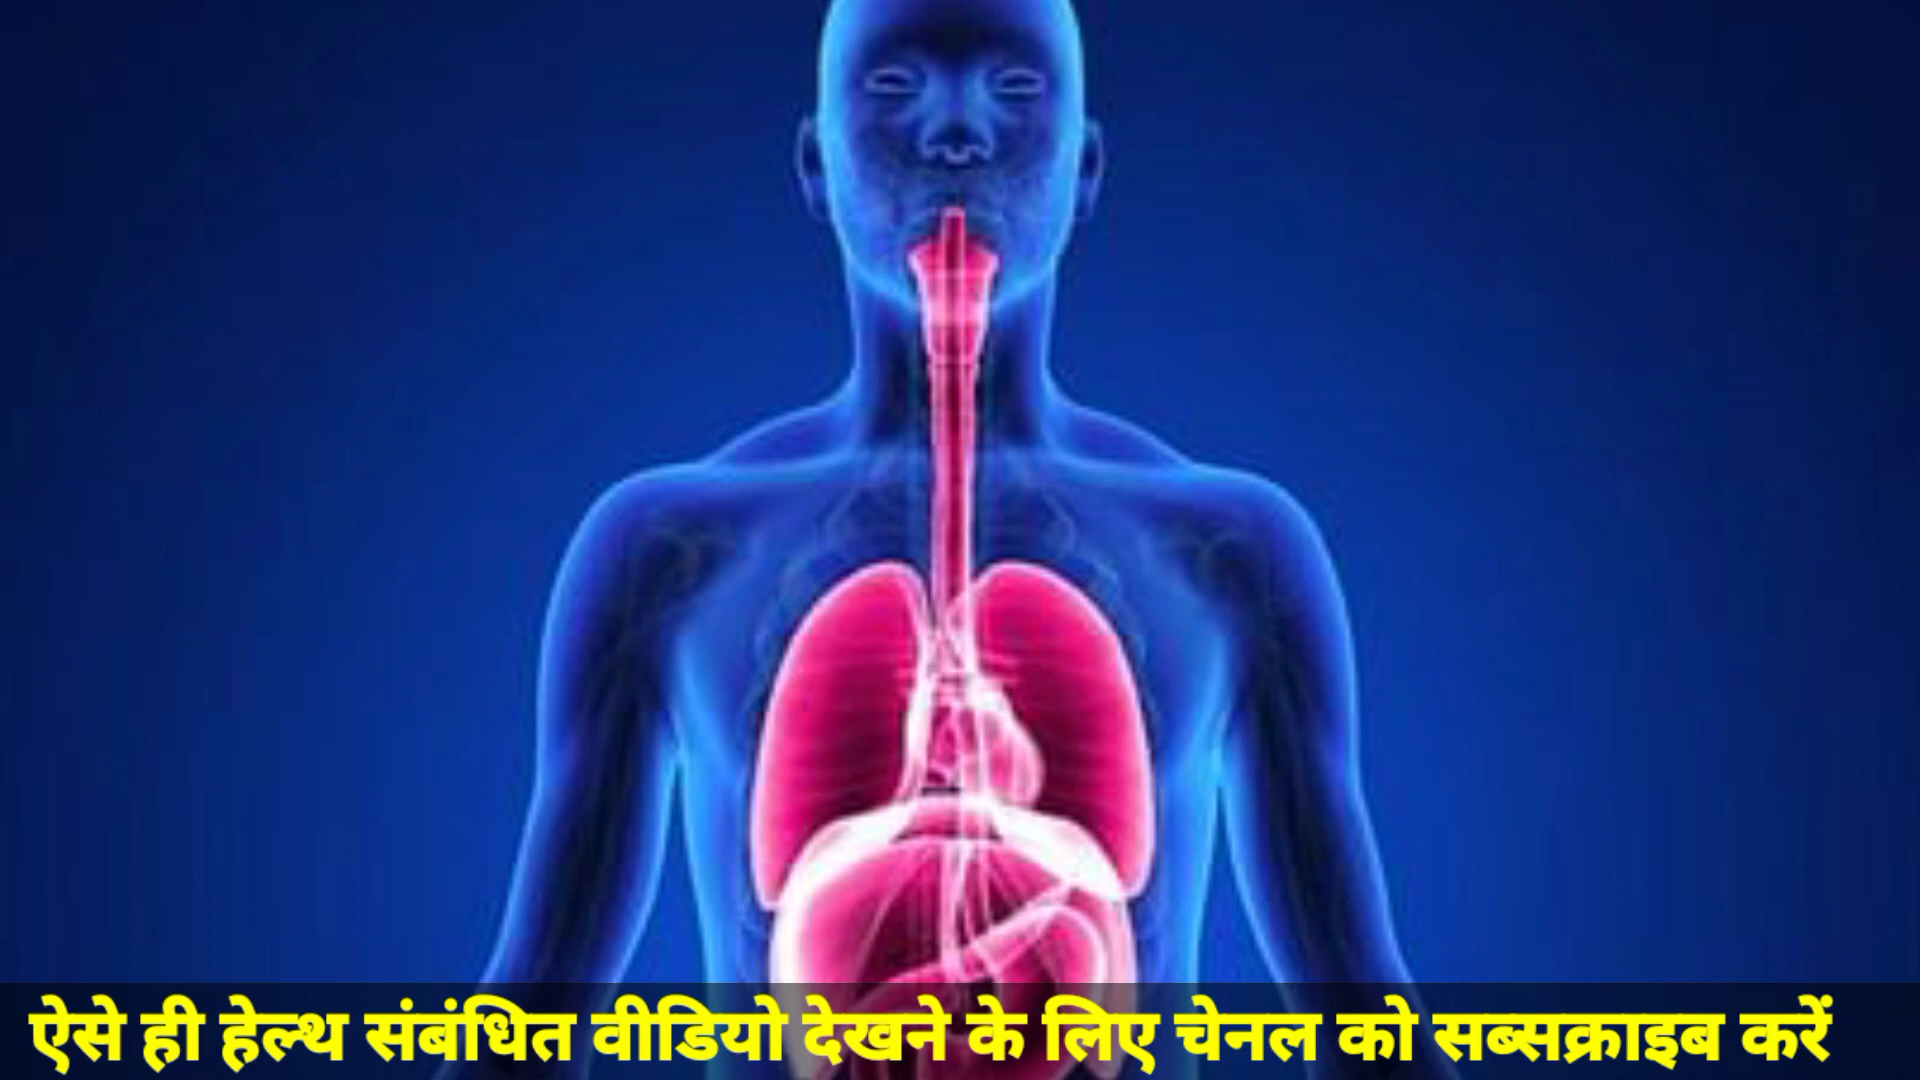 ऐसे ही हेल्थ संबंधित वीडियो देखने के लिए चेनल को सब्सक्राइब करें